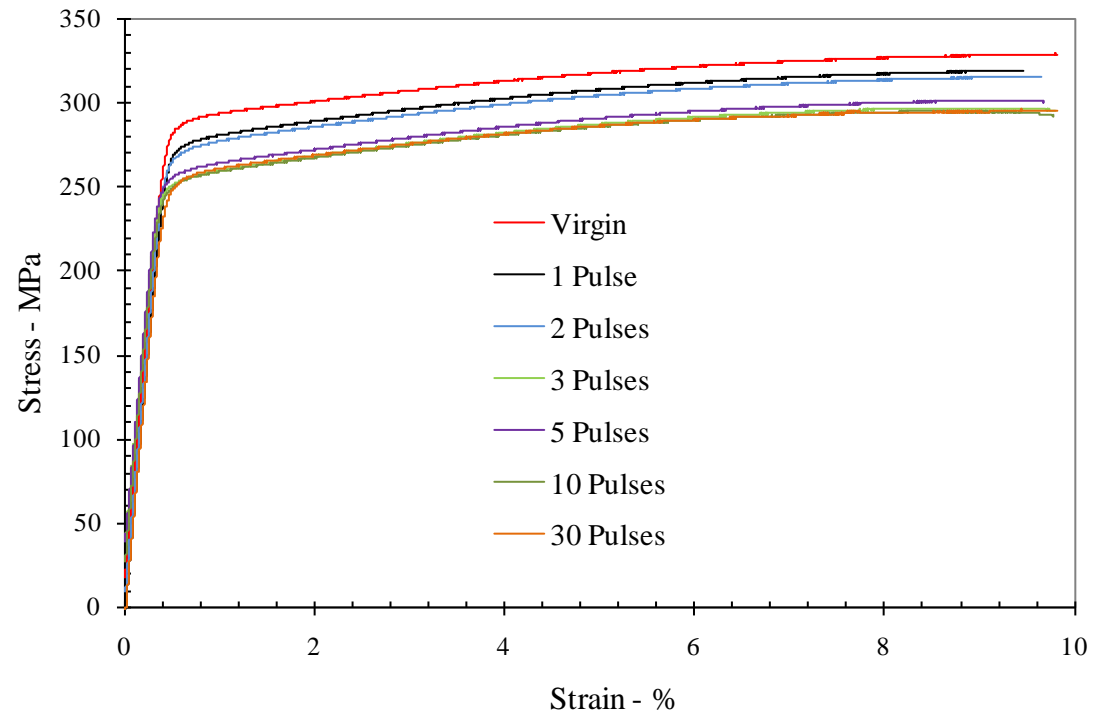 350
300
250
200
150
100
50
0
Stress - MPa
Virgin
1 Pulse
2 Pulses
3 Pulses
5 Pulses
10 Pulses
30 Pulses
0 2 4 6 8 10
Strain - %